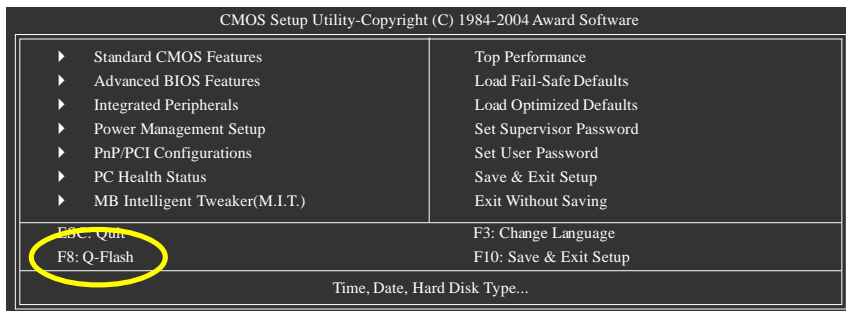 CMOS Setup Utility-Copyright (C) 1984-2004 Award Software
Standard CMOS Features
Advanced BIOS Features
Integrated Peripherals
Power Management Setup
PnP/PCI Configurations
PC Health Status
MB Intelligent Tweaker(M.I.T.)
Top Performance
Load Fail-Safe Defaults
Load Optimized Defaults
Set Supervisor Password
Set User Password
Save & Exit Setup
Exit Without Saving
ESC: Quit
F8: Q-Flash
F3: Change Language
F10: Save & Exit Setup
Time, Date, Hard Disk Type...